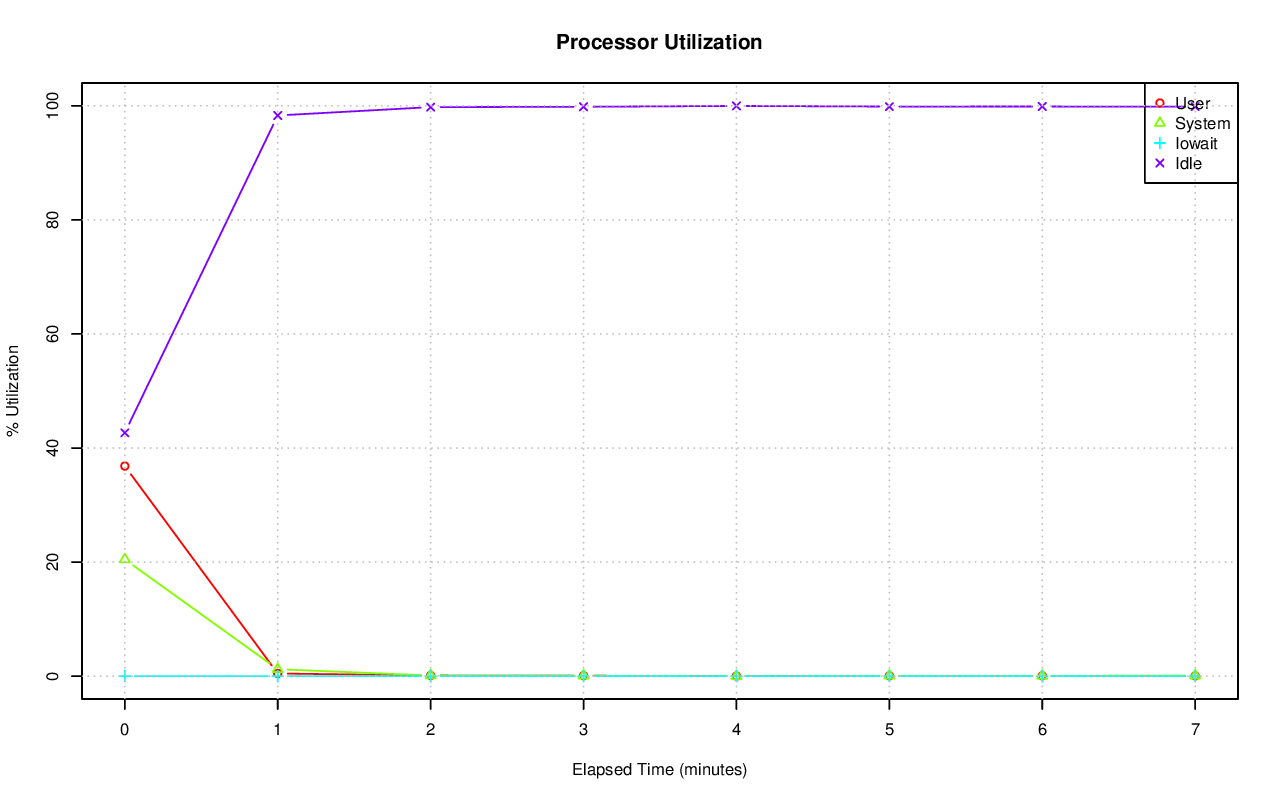 Processor Utilization
100
80
60
40
20
0
% Utilization
User
System
Iowait
Idle
0 1 2 3 4 5 6 7
Elapsed Time (minutes)